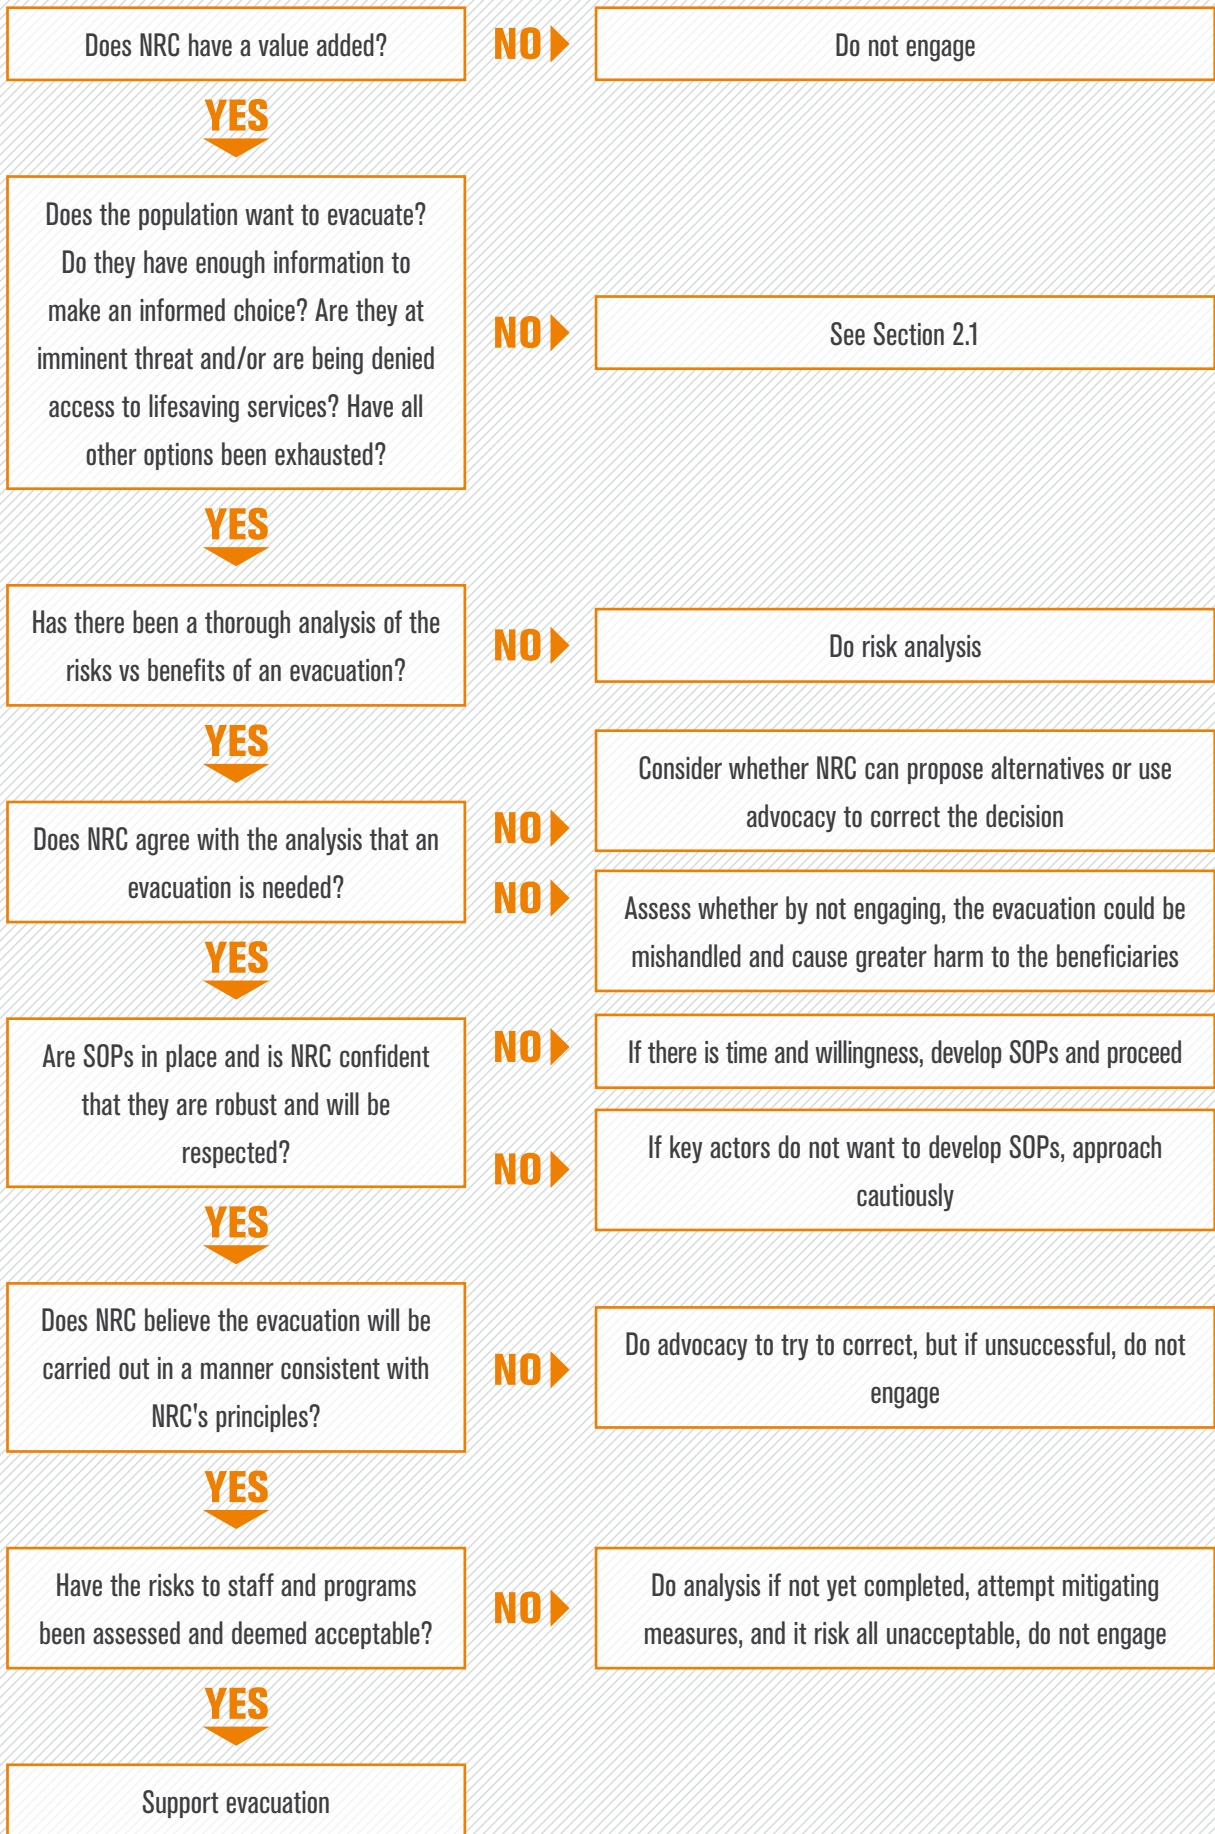 Does NRC have a value added?
NO
Do not engage
YES
Does the population want to evacuate?
Do they have enough information to
make an informed choice? Are they at
imminent threat and/or are being denied
access to lifesaving services? Have all
other options been exhausted?
NO
See Section 2.1
YES
Has there been a thorough analysis of the
risks vs benefits of an evacuation?
NO
Do risk analysis
YES
Does NRC agree with the analysis that an
evacuation is needed?
NO
Consider whether NRC can propose alternatives or use
advocacy to correct the decision
NO
Assess whether by not engaging, the evacuation could be
mishandled and cause greater harm to the beneficiaries
YES
Are SOPs in place and is NRC confident
that they are robust and will be
respected?
NO
If there is time and willingness, develop SOPs and proceed
NO
If key actors do not want to develop SOPs, approach
cautiously
YES
Does NRC believe the evacuation will be
carried out in a manner consistent with
NRC's principles?
NO
Do advocacy to try to correct, but if unsuccessful, do not
engage
YES
Have the risks to staff and programs
been assessed and deemed acceptable?
NO
Do analysis if not yet completed, attempt mitigating
measures, and it risk all unacceptable, do not engage
YES
Support evacuation